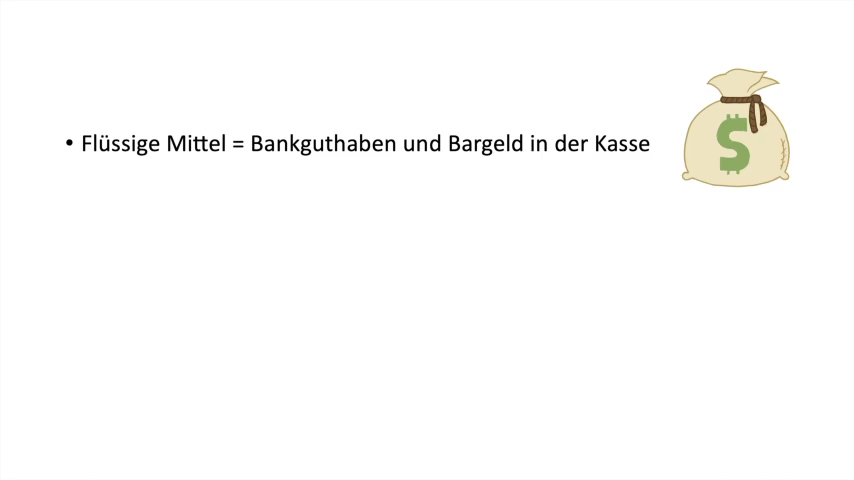 • Flüssige Mittel = Bankguthaben und Bargeld in der Kasse
$